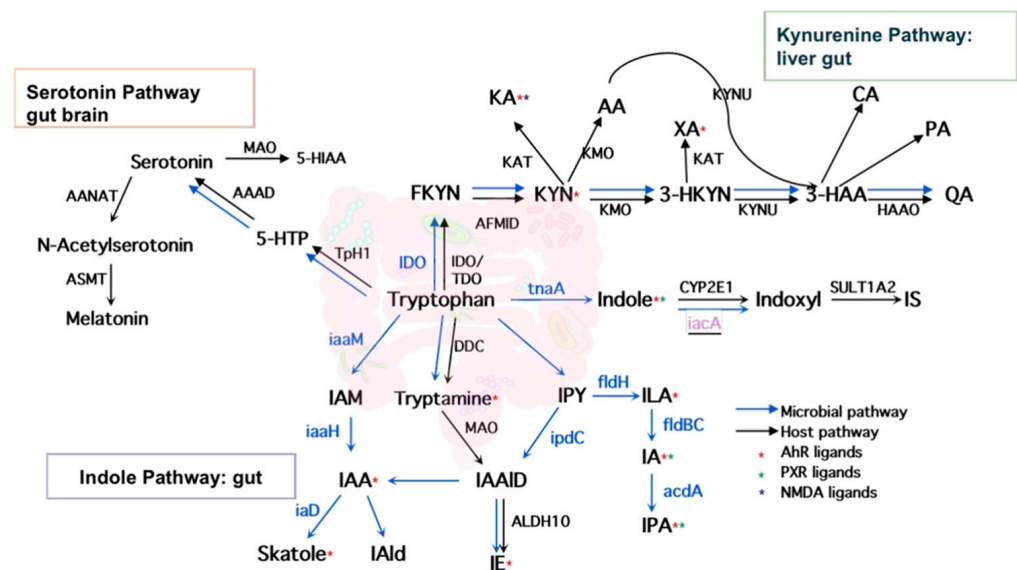 Kynurenine Pathway:
liver gut
Serotonin Pathway
gut brain
KA**
AA
KYNU
CA
PA
XA*
Serotonin
MAO
5-HIAA
KAT
KMO
KAT
AANAT
AAAD
FKYN
AFMID
KYN*
KMO
3-HKYN
KYNU
3-HAA
HAAO
QA
N-Acetylserotonin
5-HTP
TpH1
IDO
IDO/
TDO
ASMT
Melatonin
Tryptophan
tnaA
Indole**
CYP2E1
iacA
Indoxyl
SULT1A2
IS
iaaM
DDC
IAM
Tryptamine*
IPY
fldH
ILA*
Microbial pathway
Host pathway
* AhR ligands
* PXR ligands
* NMDA ligands
iaaH
MAO
ipdC
fldBC
IA**
Indole Pathway: gut
IAA*
IAAlD
acdA
IPA**
iaD
ALDH10
Skatole*
IAld
IE*